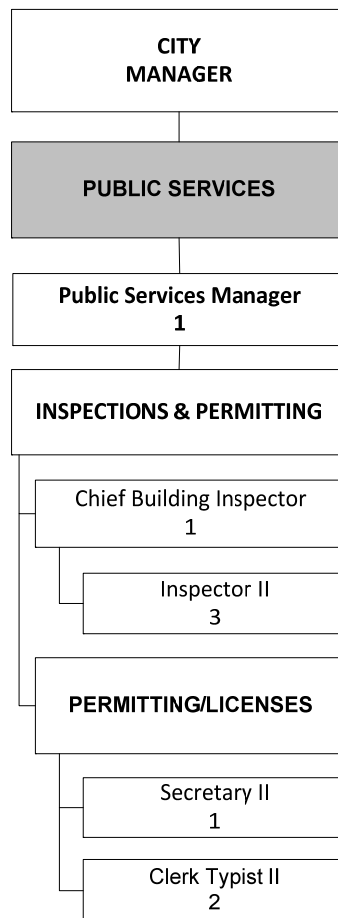 CITY
MANAGER
PUBLIC SERVICES
Public Services Manager
1
INSPECTIONS & PERMITTING
Chief Building Inspector
1
Inspector II
3
PERMITTING/LICENSES
Secretary II
1
Clerk Typist II
2